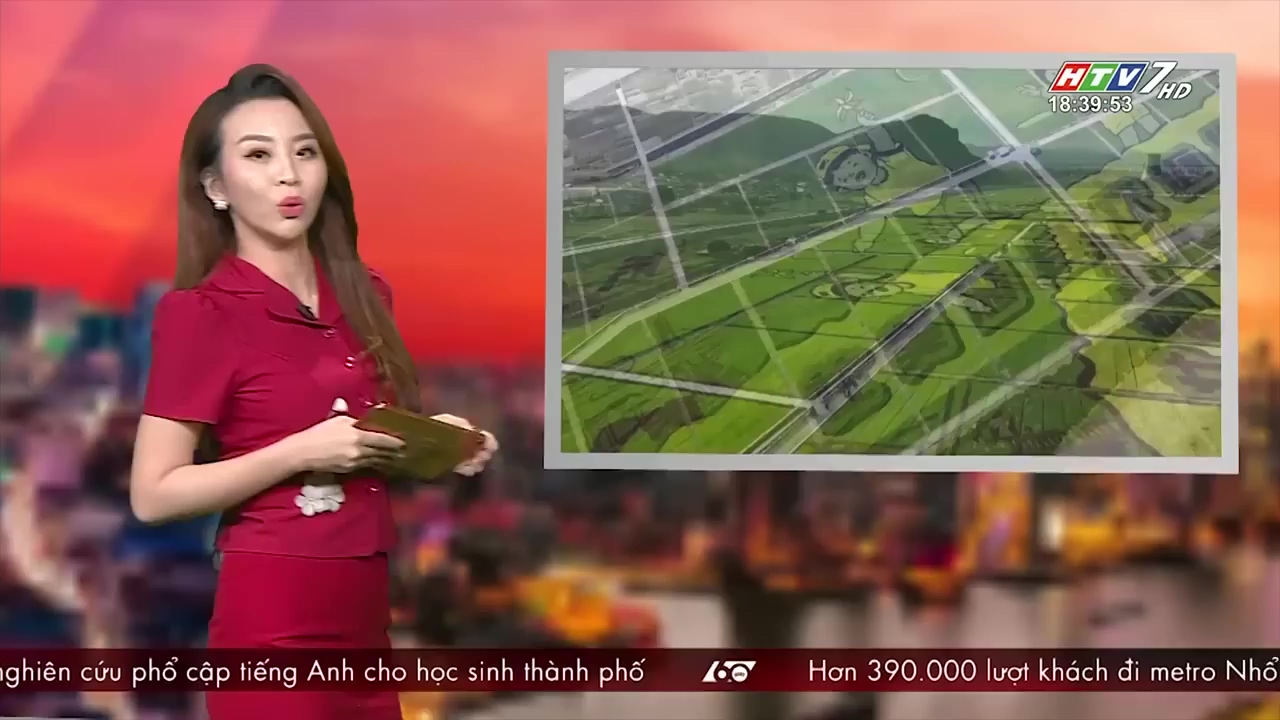 HTV7 HD
18:39:53
nghiên cứu phổ cập tiếng Anh cho học sinh thành phố 60 Hơn 390.000 lượt khách đi metro Nhổ